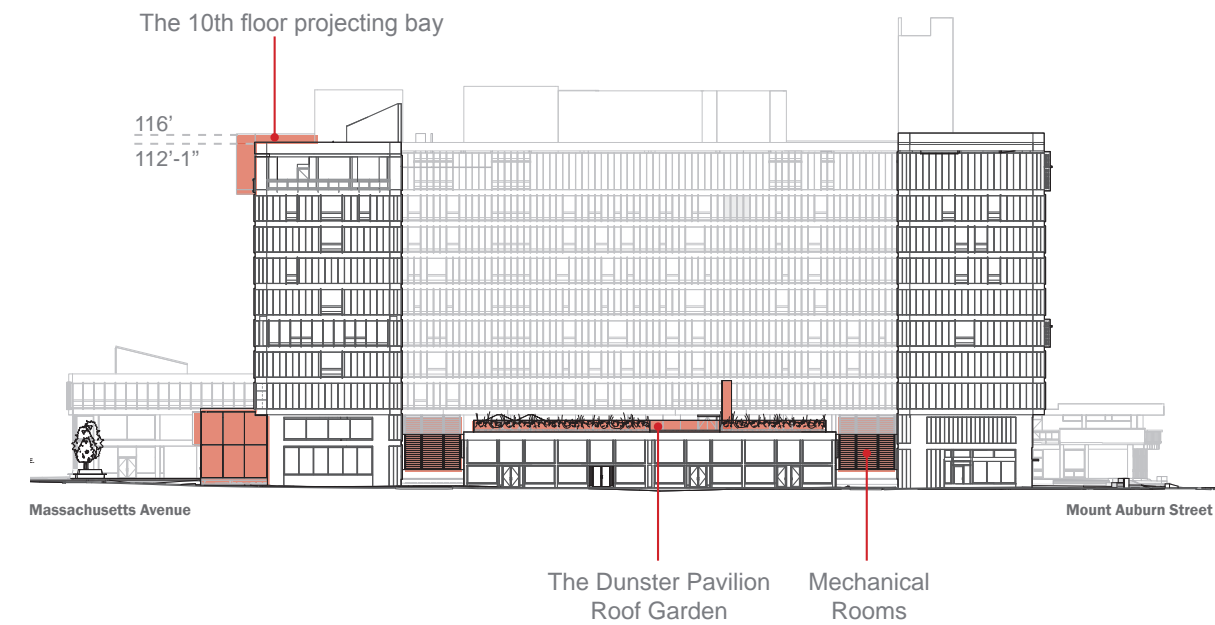 The 10th floor projecting bay
116’
112’-1”
E.
Massachusetts Avenue
Mount Auburn Street
The Dunster Pavilion
Roof Garden
Mechanical
Rooms